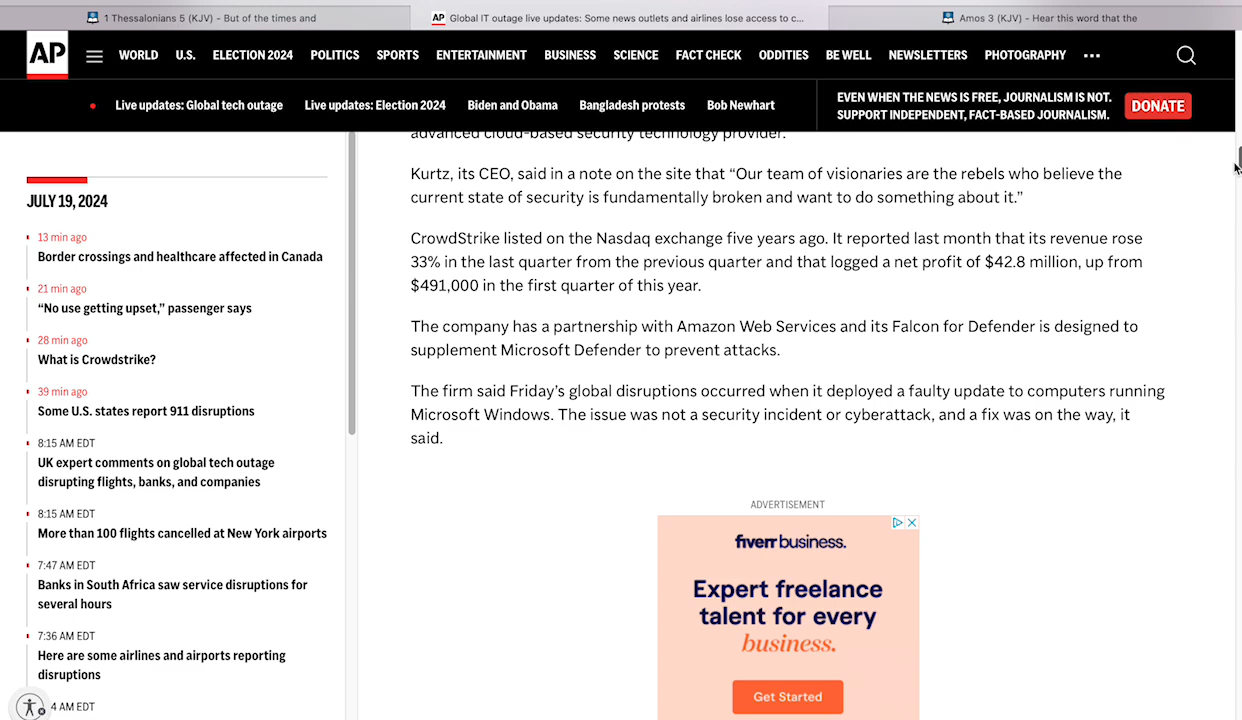 1 Thessalonians 5 (KJV) - But of the times and
AP Global IT outage live updates: Some news outlets and airlines lose access to c...
Amos 3 (KJV) - Hear this word that the
AP WORLD U.S. ELECTION 2024 POLITICS SPORTS ENTERTAINMENT BUSINESS SCIENCE FACT CHECK ODDITIES BE WELL NEWSLETTERS PHOTOGRAPHY
Live updates: Global tech outage Live updates: Election 2024 Biden and Obama Bangladesh protests Bob Newhart
EVEN WHEN THE NEWS IS FREE, JOURNALISM IS NOT.
SUPPORT INDEPENDENT, FACT-BASED JOURNALISM.
DONATE
JULY 19, 2024
13 min ago
Border crossings and healthcare affected in Canada
21 min ago
“No use getting upset,” passenger says
28 min ago
What is Crowdstrike?
39 min ago
Some U.S. states report 911 disruptions
8:15 AM EDT
UK expert comments on global tech outage
disrupting flights, banks, and companies
8:15 AM EDT
More than 100 flights cancelled at New York airports
7:47 AM EDT
Banks in South Africa saw service disruptions for
several hours
7:36 AM EDT
Here are some airlines and airports reporting
disruptions
4 AM EDT
advanced cloud-based security technology provider.
Kurtz, its CEO, said in a note on the site that “Our team of visionaries are the rebels who believe the
current state of security is fundamentally broken and want to do something about it.”
CrowdStrike listed on the Nasdaq exchange five years ago. It reported last month that its revenue rose
33% in the last quarter from the previous quarter and that logged a net profit of $42.8 million, up from
$491,000 in the first quarter of this year.
The company has a partnership with Amazon Web Services and its Falcon for Defender is designed to
supplement Microsoft Defender to prevent attacks.
The firm said Friday’s global disruptions occurred when it deployed a faulty update to computers running
Microsoft Windows. The issue was not a security incident or cyberattack, and a fix was on the way, it
said.
ADVERTISEMENT
fiverr business.
Expert freelance
talent for every
business.
Get Started